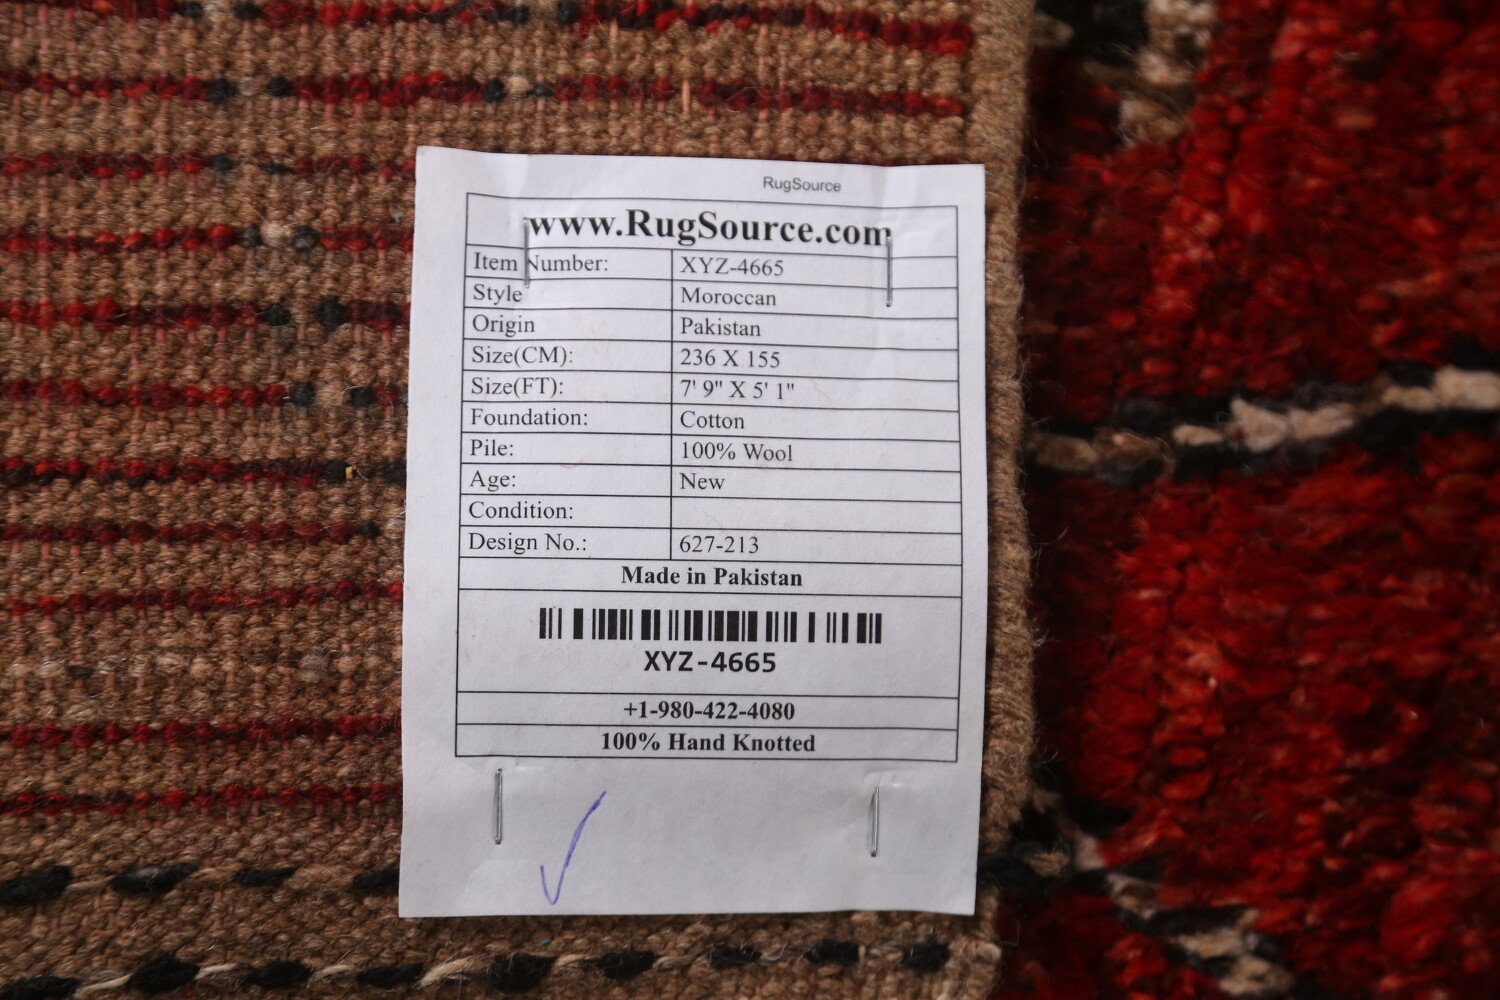 RugSource
www.RugSource.com
Item Number: XYZ-4665
Style Moroccan
Origin Pakistan
Size(CM): 236 X 155
Size(FT): 7' 9" X 5' 1"
Foundation: Cotton
Pile: 100% Wool
Age: New
Condition:
Design No.: 627-213
Made in Pakistan
XYZ-4665
+1-980-422-4080
100% Hand Knotted